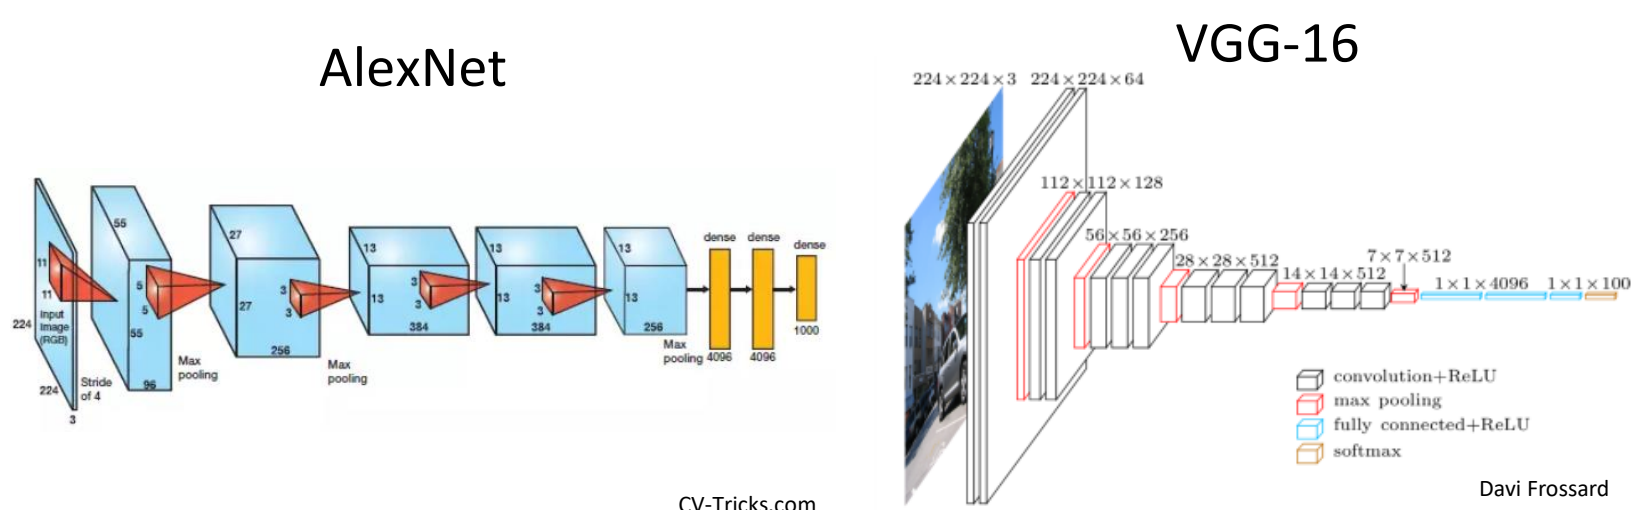 AlexNet
55
27
13
13
13
11
11
5
5
3
3
3
3
3
3
55
27
13
13
13
224
Input
Image
(RGB)
224
3
Stride
of 4
96
Max
pooling
256
Max
pooling
384
384
256
Max
pooling
dense
dense
dense
4096
4096
1000
CV-Tricks.com
VGG-16
224×224×3
224×224×64
112×112×128
56×56×256
28×28×512
14×14×512
7×7×512
1×1×4096
1×1×100
convolution+ReLU
max pooling
fully connected+ReLU
softmax
Davi Frossard